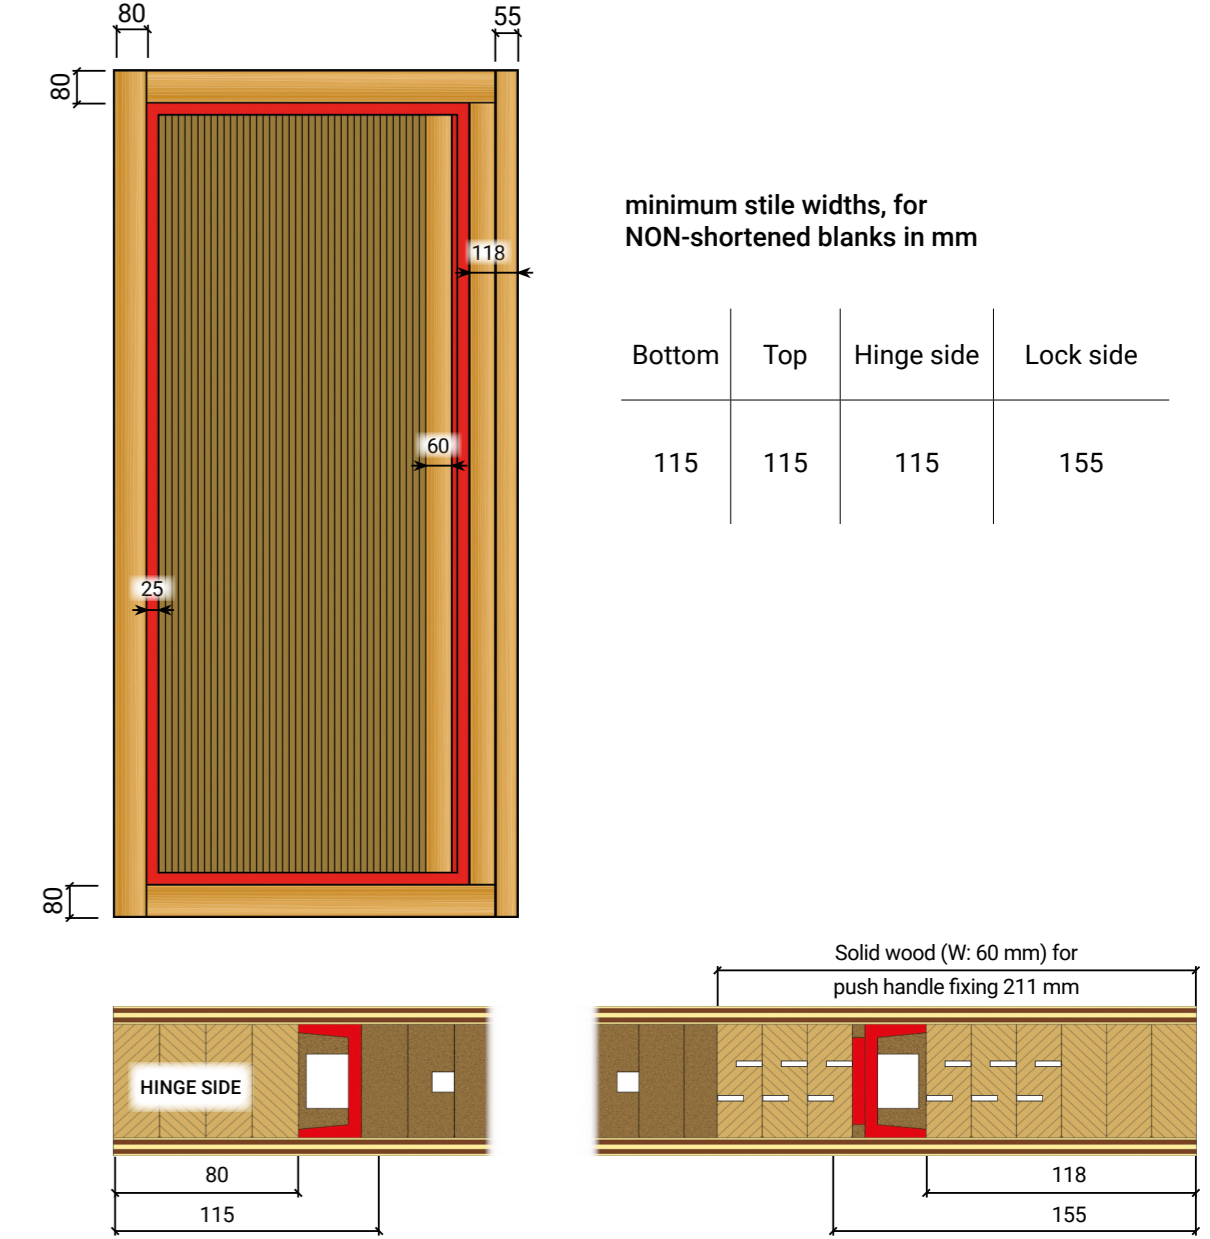 80
55
80
minimum stile widths, for
NON-shortened blanks in mm
118
Bottom Top Hinge side Lock side
60
115 115 115 155
25
80
Solid wood (W: 60 mm) for
push handle fixing 211 mm
HINGE SIDE
80
118
115
155